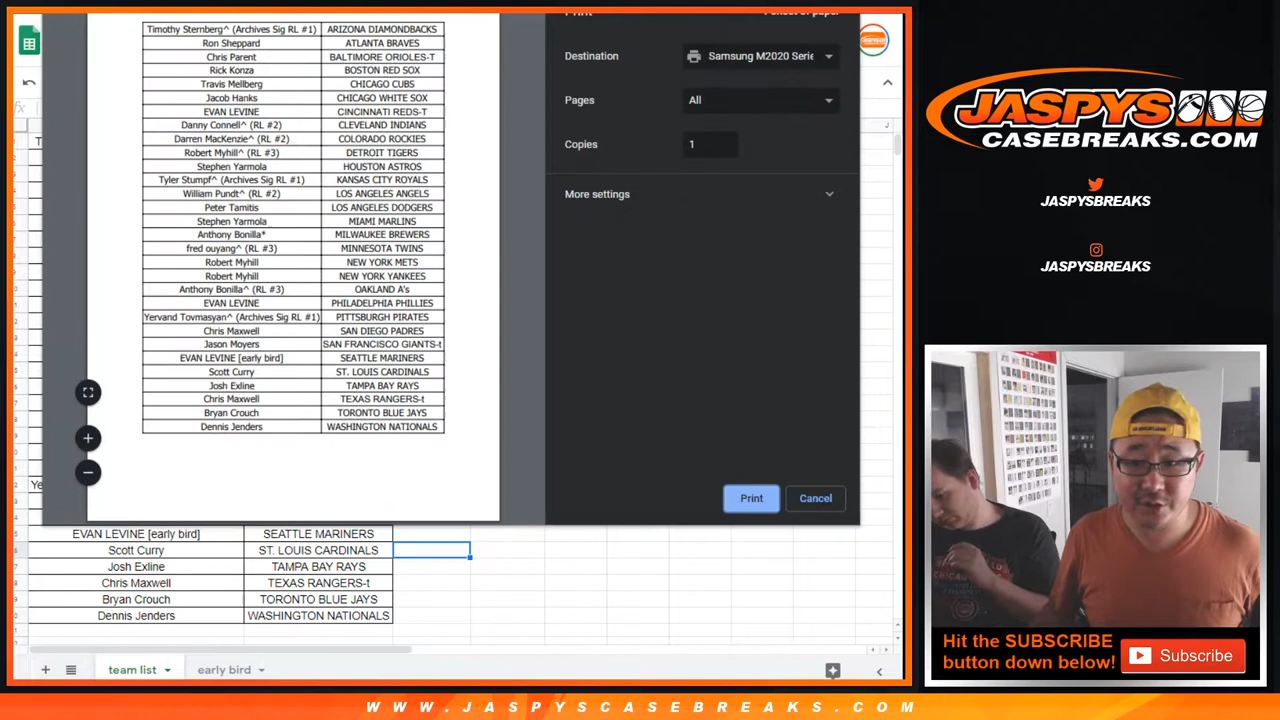 Timothy Sternberg^ (Archives Sig RL #1) ARIZONA DIAMONDBACKS
Ron Sheppard ATLANTA BRAVES
Chris Parent BALTIMORE ORIOLES-T
Rick Konza BOSTON RED SOX
Travis Mellberg CHICAGO CUBS
Jacob Hanks CHICAGO WHITE SOX
EVAN LEVINE CINCINNATI REDS-T
Danny Connell^ (RL #2) CLEVELAND INDIANS
Darren MacKenzie^ (RL #2) COLORADO ROCKIES
Robert Myhill^ (RL #3) DETROIT TIGERS
Stephen Yarmola HOUSTON ASTROS
Tyler Stumpf^ (Archives Sig RL #1) KANSAS CITY ROYALS
William Pundt^ (RL #2) LOS ANGELES ANGELS
Peter Tamitis LOS ANGELES DODGERS
Stephen Yarmola MIAMI MARLINS
Anthony Bonilla* MILWAUKEE BREWERS
fred ouyang^ (RL #3) MINNESOTA TWINS
Robert Myhill NEW YORK METS
Robert Myhill NEW YORK YANKEES
Anthony Bonilla^ (RL #3) OAKLAND A's
EVAN LEVINE PHILADELPHIA PHILLIES
Yervand Tovmasyan^ (Archives Sig RL #1) PITTSBURGH PIRATES
Chris Maxwell SAN DIEGO PADRES
Jason Moyers SAN FRANCISCO GIANTS-t
EVAN LEVINE [early bird] SEATTLE MARINERS
Scott Curry ST. LOUIS CARDINALS
Josh Exline TAMPA BAY RAYS
Chris Maxwell TEXAS RANGERS-t
Bryan Crouch TORONTO BLUE JAYS
Dennis Jenders WASHINGTON NATIONALS
Destination Samsung M2020 Serie
Pages All
Copies 1
More settings
Print Cancel
Ye
EVAN LEVINE [early bird] SEATTLE MARINERS
Scott Curry ST. LOUIS CARDINALS
Josh Exline TAMPA BAY RAYS
Chris Maxwell TEXAS RANGERS-t
Bryan Crouch TORONTO BLUE JAYS
Dennis Jenders WASHINGTON NATIONALS
team list early bird
JASPYS
CASEBREAKS.COM
JASPYSBREAKS
JASPYSBREAKS
Hit the SUBSCRIBE
button down below!
Subscribe
WWW.JASPYSCASEBREAKS.COM